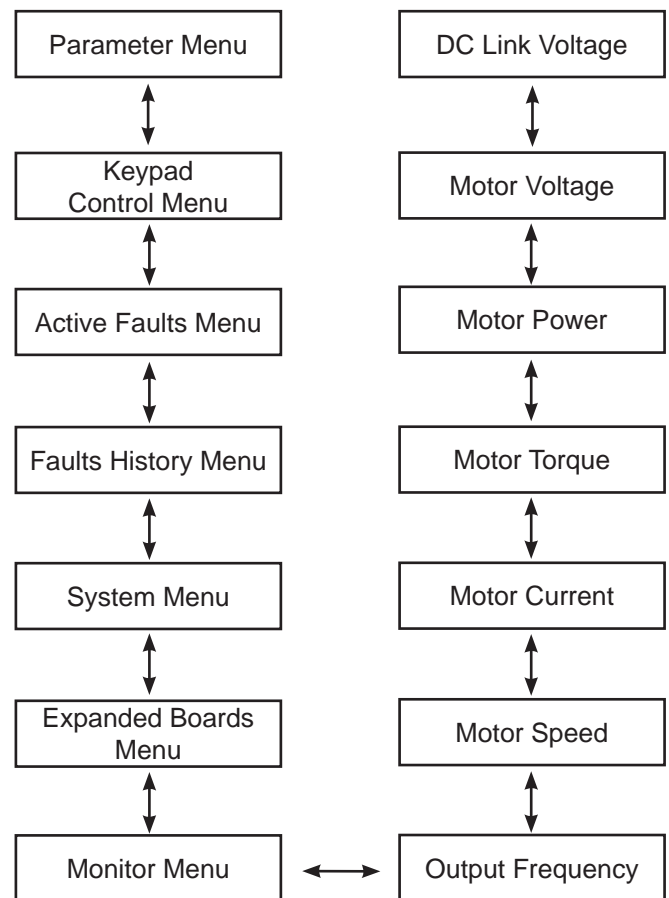 Parameter Menu
Keypad
Control Menu
Active Faults Menu
Faults History Menu
System Menu
Expanded Boards
Menu
Monitor Menu
DC Link Voltage
Motor Voltage
Motor Power
Motor Torque
Motor Current
Motor Speed
Output Frequency